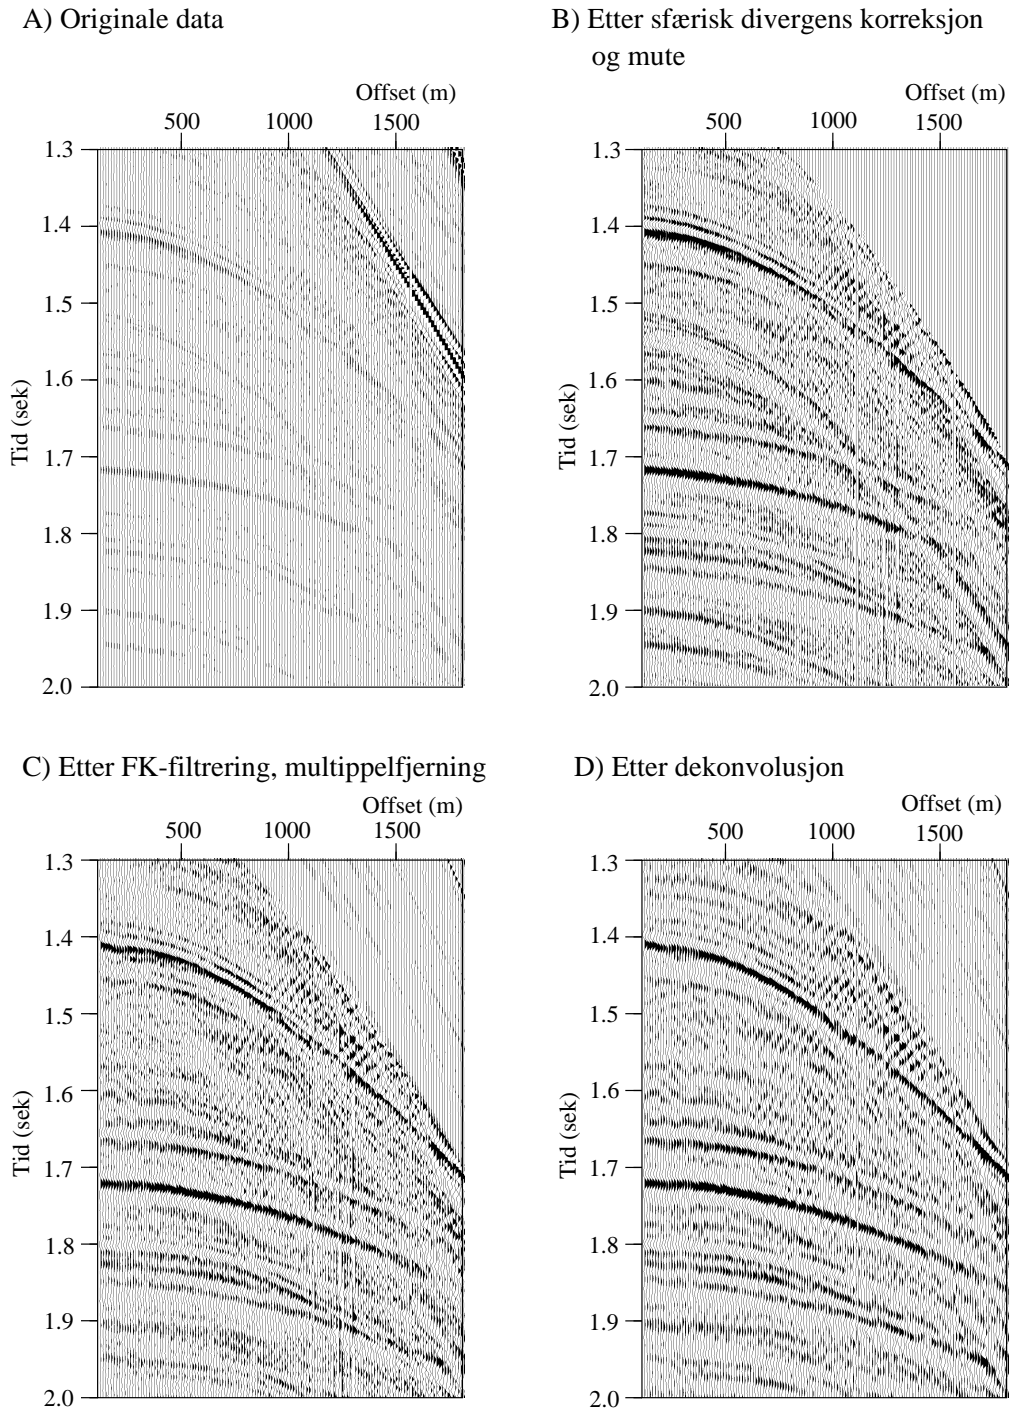 A) Originale data
B) Etter sfærisk divergens korreksjon
og mute
Offset (m)
500 1000 1500
1.3
1.4
1.5
1.6
1.7
1.8
1.9
2.0
Tid (sek)
Offset (m)
500 1000 1500
1.3
1.4
1.5
1.6
1.7
1.8
1.9
2.0
Tid (sek)
C) Etter FK-filtrering, multippelfjerning
D) Etter dekonvolusjon
Offset (m)
500 1000 1500
1.3
1.4
1.5
1.6
1.7
1.8
1.9
2.0
Tid (sek)
Offset (m)
500 1000 1500
1.3
1.4
1.5
1.6
1.7
1.8
1.9
2.0
Tid (sek)